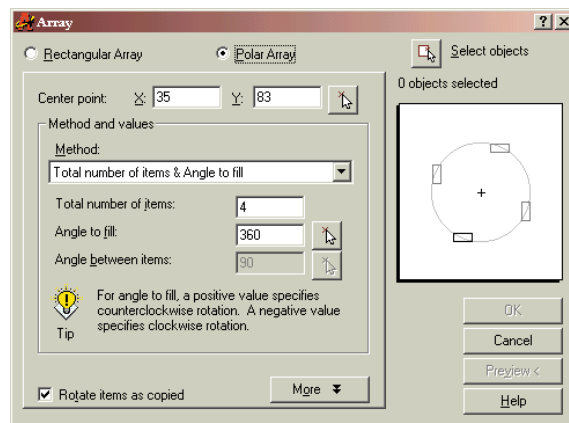 Array
Rectangular Array
Polar Array
Select objects
0 objects selected
Center point: X: 35 Y: 83
Method and values
Method:
Total number of items & Angle to fill
Total number of items: 4
Angle to fill: 360
Angle between items: 90
For angle to fill, a positive value specifies
counterclockwise rotation. A negative value
specifies clockwise rotation.
Tip
Rotate items as copied
More
OK
Cancel
Preview <
Help